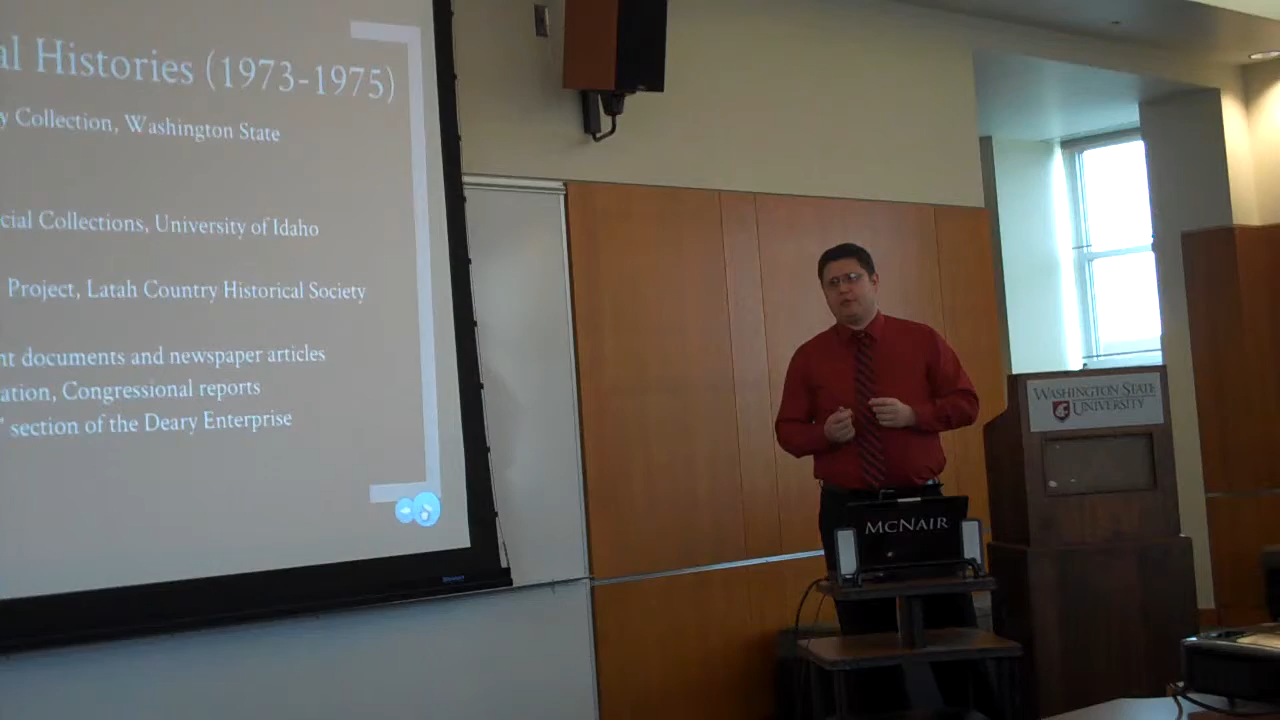 al Histories (1973-1975)
y Collection, Washington State
cial Collections, University of Idaho
Project, Latah Country Historical Society
nt documents and newspaper articles
ation, Congressional reports
" section of the Deary Enterprise
WASHINGTON STATE
UNIVERSITY
MCNAIR